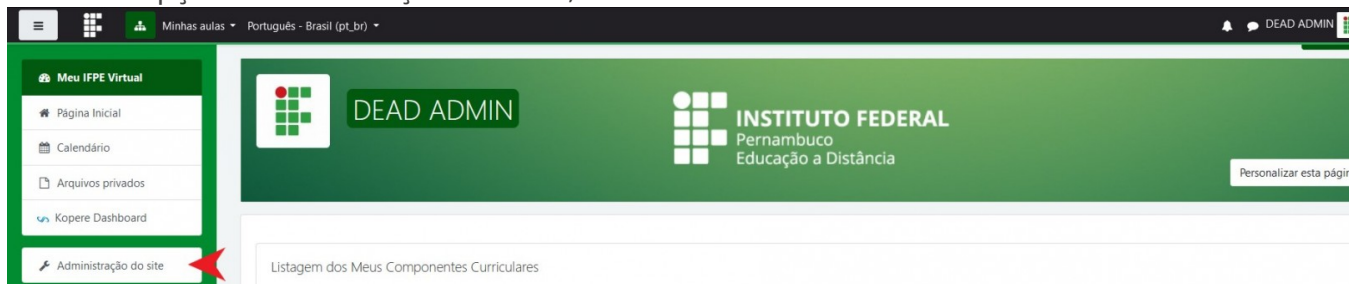 Minhas aulas Português - Brasil (pt_br) DEAD ADMIN
Meu IFPE Virtual
Página Inicial
Calendário
Arquivos privados
Kopere Dashboard
Administração do site
DEAD ADMIN
INSTITUTO FEDERAL
Pernambuco
Educação a Distância
Personalizar esta págin
Listagem dos Meus Componentes Curriculares